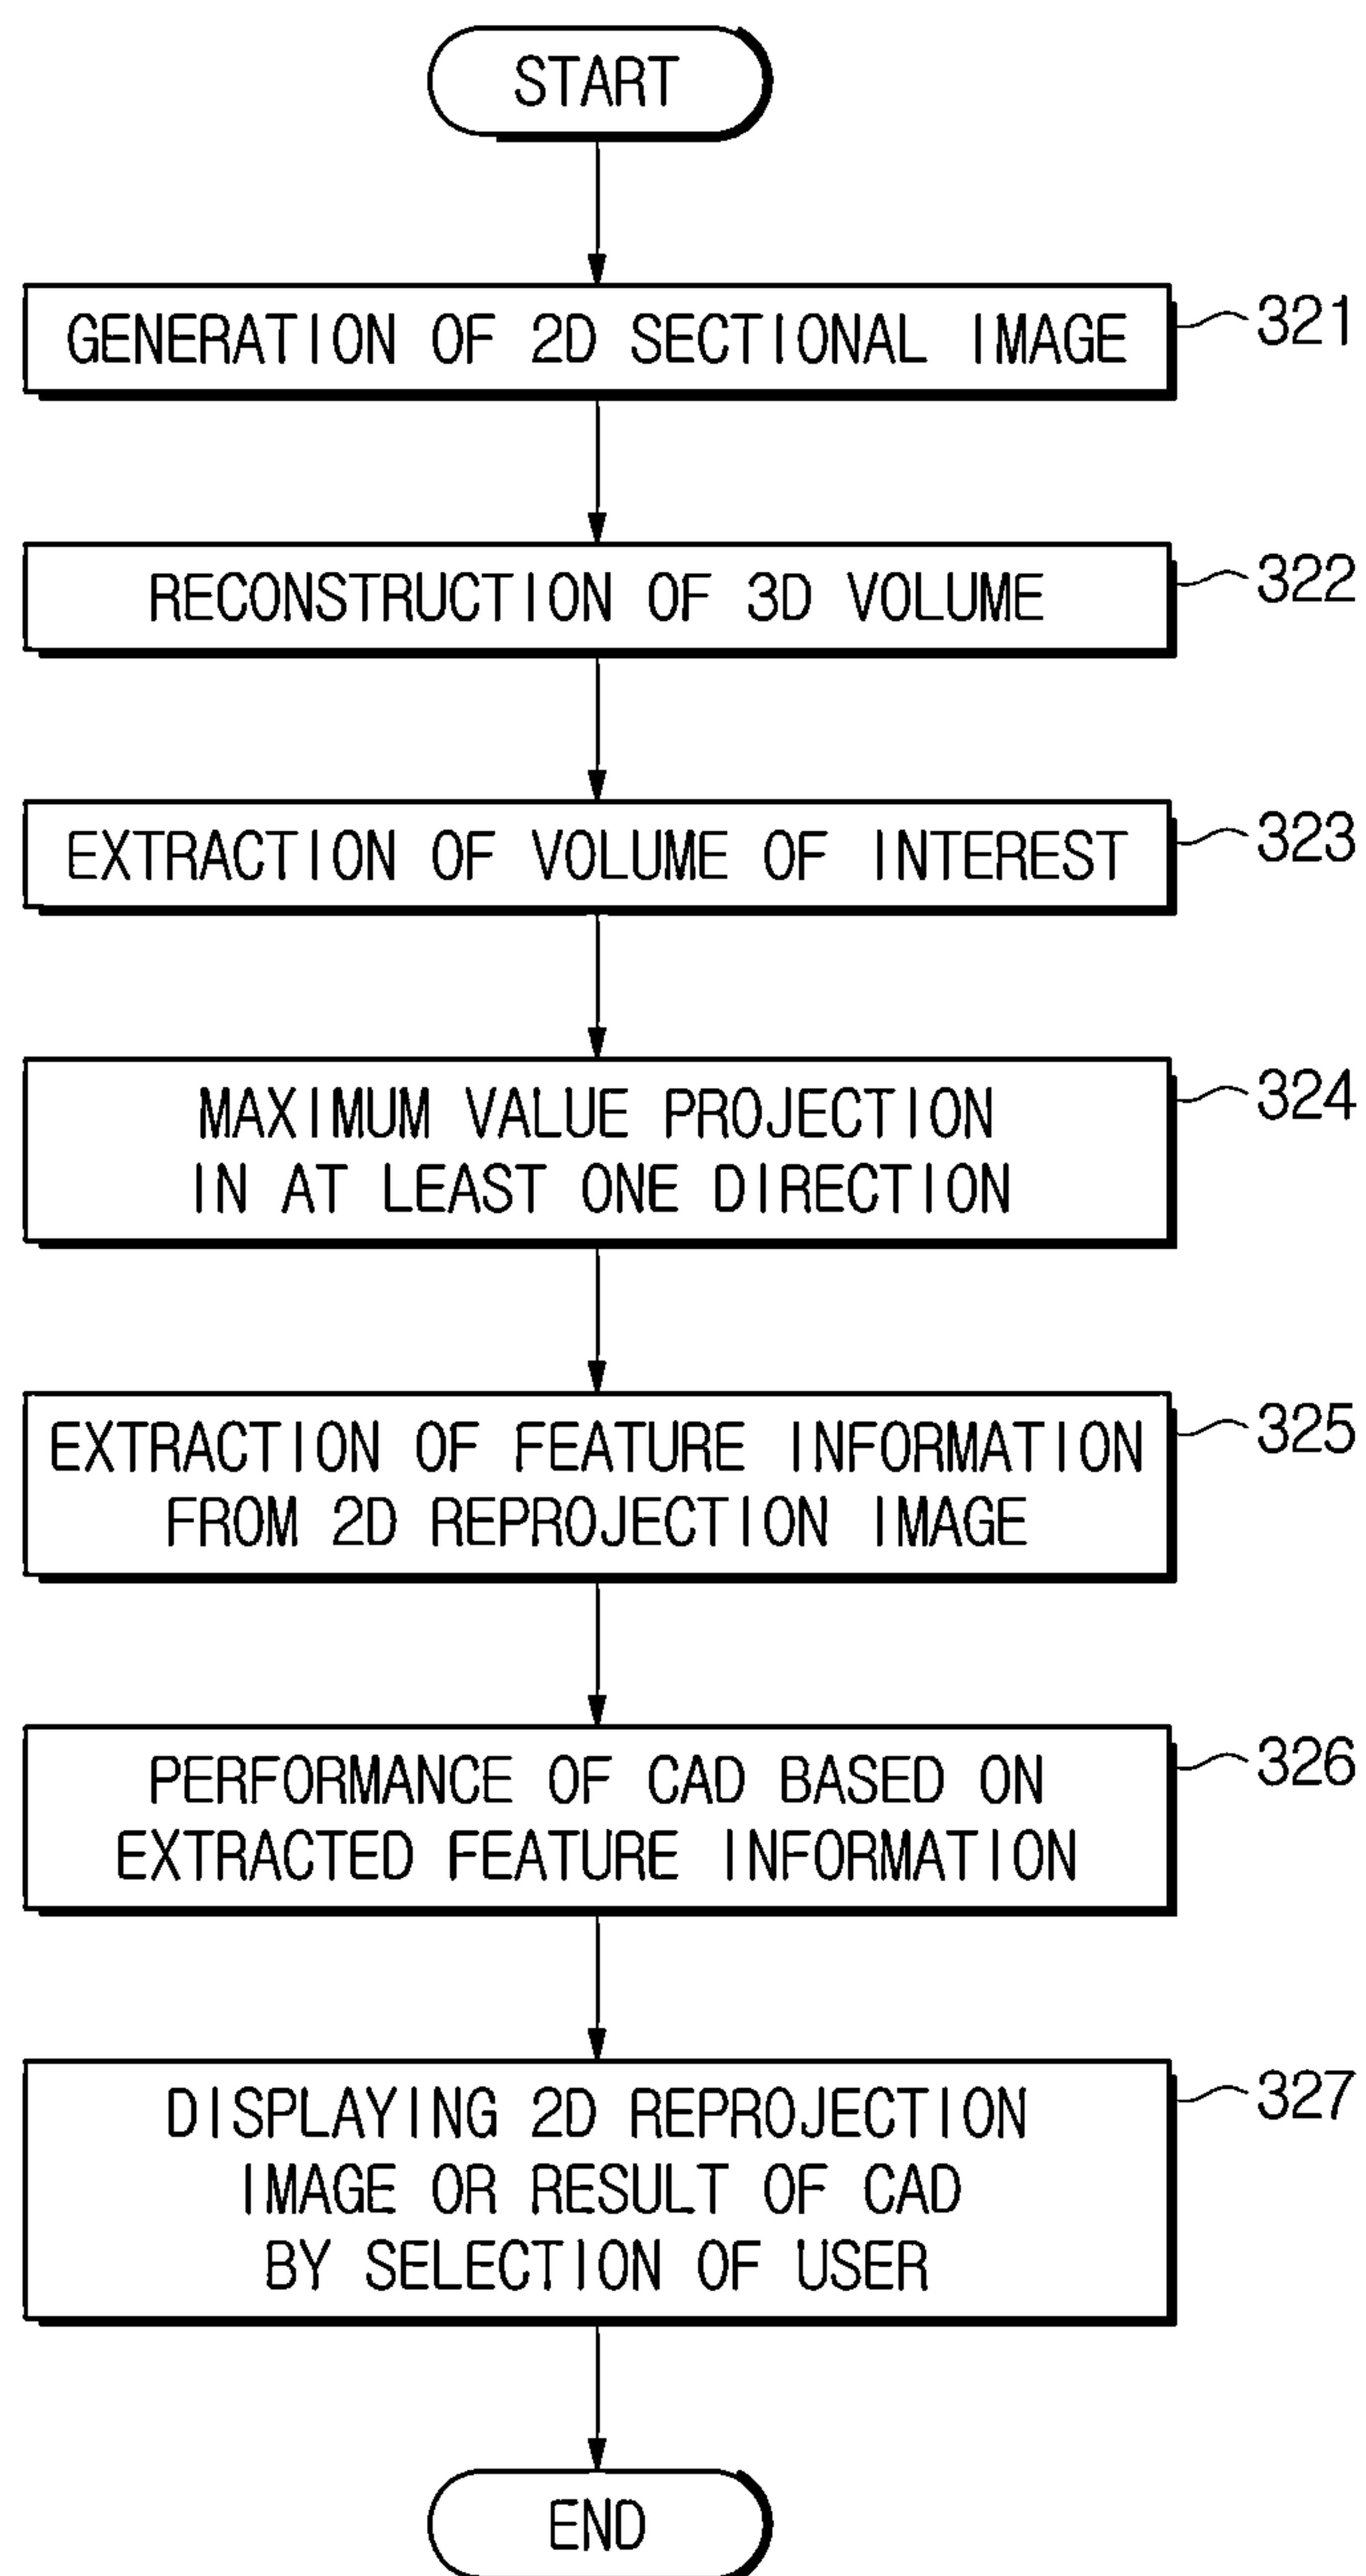 START
GENERATION OF 2D SECTIONAL IMAGE
321
RECONSTRUCTION OF 3D VOLUME
322
EXTRACTION OF VOLUME OF INTEREST
323
MAXIMUM VALUE PROJECTION
IN AT LEAST ONE DIRECTION
324
EXTRACTION OF FEATURE INFORMATION
FROM 2D REPROJECTION IMAGE
325
PERFORMANCE OF CAD BASED ON
EXTRACTED FEATURE INFORMATION
326
DISPLAYING 2D REPROJECTION
IMAGE OR RESULT OF CAD
BY SELECTION OF USER
327
END